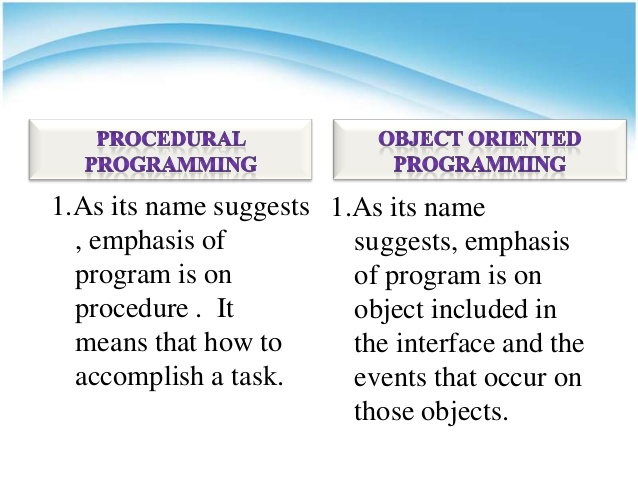 PROCEDURAL
PROGRAMMING
1.As its name suggests
, emphasis of
program is on
procedure . It
means that how to
accomplish a task.
OBJECT ORIENTED
PROGRAMMING
1.As its name
suggests, emphasis
of program is on
object included in
the interface and the
events that occur on
those objects.